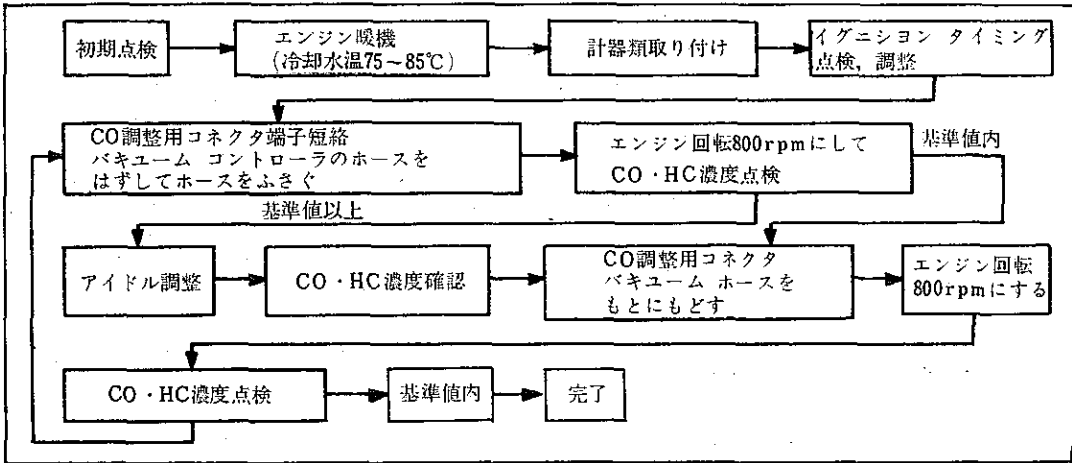 初期点検
エンジン暖機
(冷却水温75~85℃)
計器類取り付け
イグニシヨン タイミング
点検, 調整
CO調整用コネクタ端子短絡
バキユーム コントローラのホースを
はずしてホースをふさぐ
エンジン回転800rpmにして
CO・HC濃度点検
基準値内
基準値以上
アイドル調整
CO・HC濃度確認
CO調整用コネクタ
バキユーム ホースを
もとにもどす
エンジン回転
800rpmにする
CO・HC濃度点検
基準値内
完了